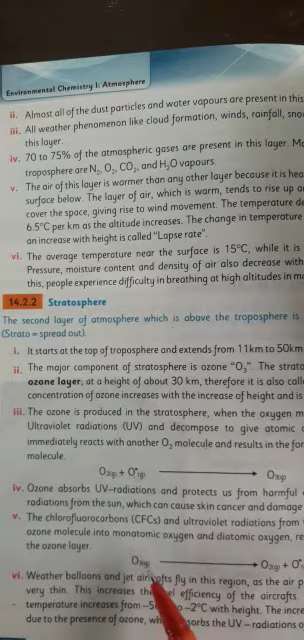 Environmental Chemistry I: Atmosphere
ii. Almost all of the dust particles and water vapours are present in this
iii. All weather phenomenon like cloud formation, winds, rainfall, snow
this layer.
iv. 70 to 75% of the atmospheric gases are present in this layer.
troposphere are N₂, O₂, CO₂, and H₂O vapours.
v. The air of this layer is warmer than any other layer because it is hea
surface below. The layer of air, which is warm, tends to rise up a
cover the space, giving rise to wind movement. The temperature de
6.5°C per km as the altitude increases. The change in temperature
an increase with height is called "Lapse rate".
vi. The average temperature near the surface is 15°C, while it is
Pressure, moisture content and density of air also decrease with
this, people experience difficulty in breathing at high altitudes in m
14.2.2 Stratosphere
The second layer of atmosphere which is above the troposphere is
(Strato = spread out).
i. It starts at the top of troposphere and extends from 11km to 50km
ii. The major component of stratosphere is ozone "O₃". The strato
ozone layer; at a height of about 30 km, therefore it is also calle
concentration of ozone increases with the increase of height and is
iii. The ozone is produced in the stratosphere, when the oxygen m
Ultraviolet radiations (UV) and decompose to give atomic
immediately reacts with another O₂ molecule and results in the for
molecule.
O₂(g) + O°(g) ⟶ O₃(g)
iv. Ozone absorbs UV-radiations and protects us from harmful
radiations from the sun, which can cause skin cancer and damage
v. The chlorofluorocarbons (CFCs) and ultraviolet radiations from
ozone molecule into monatomic oxygen and diatomic oxygen, re
the ozone layer.
O₃(g) ⟶ O₂(g) + O°
vi. Weather balloons and jet aircrafts fly in this region, as the air p
very thin. This increases the efficiency of the aircrafts.
temperature increases from -2°C with height. The incre
due to the presence of ozone, absorbs the UV-radiations